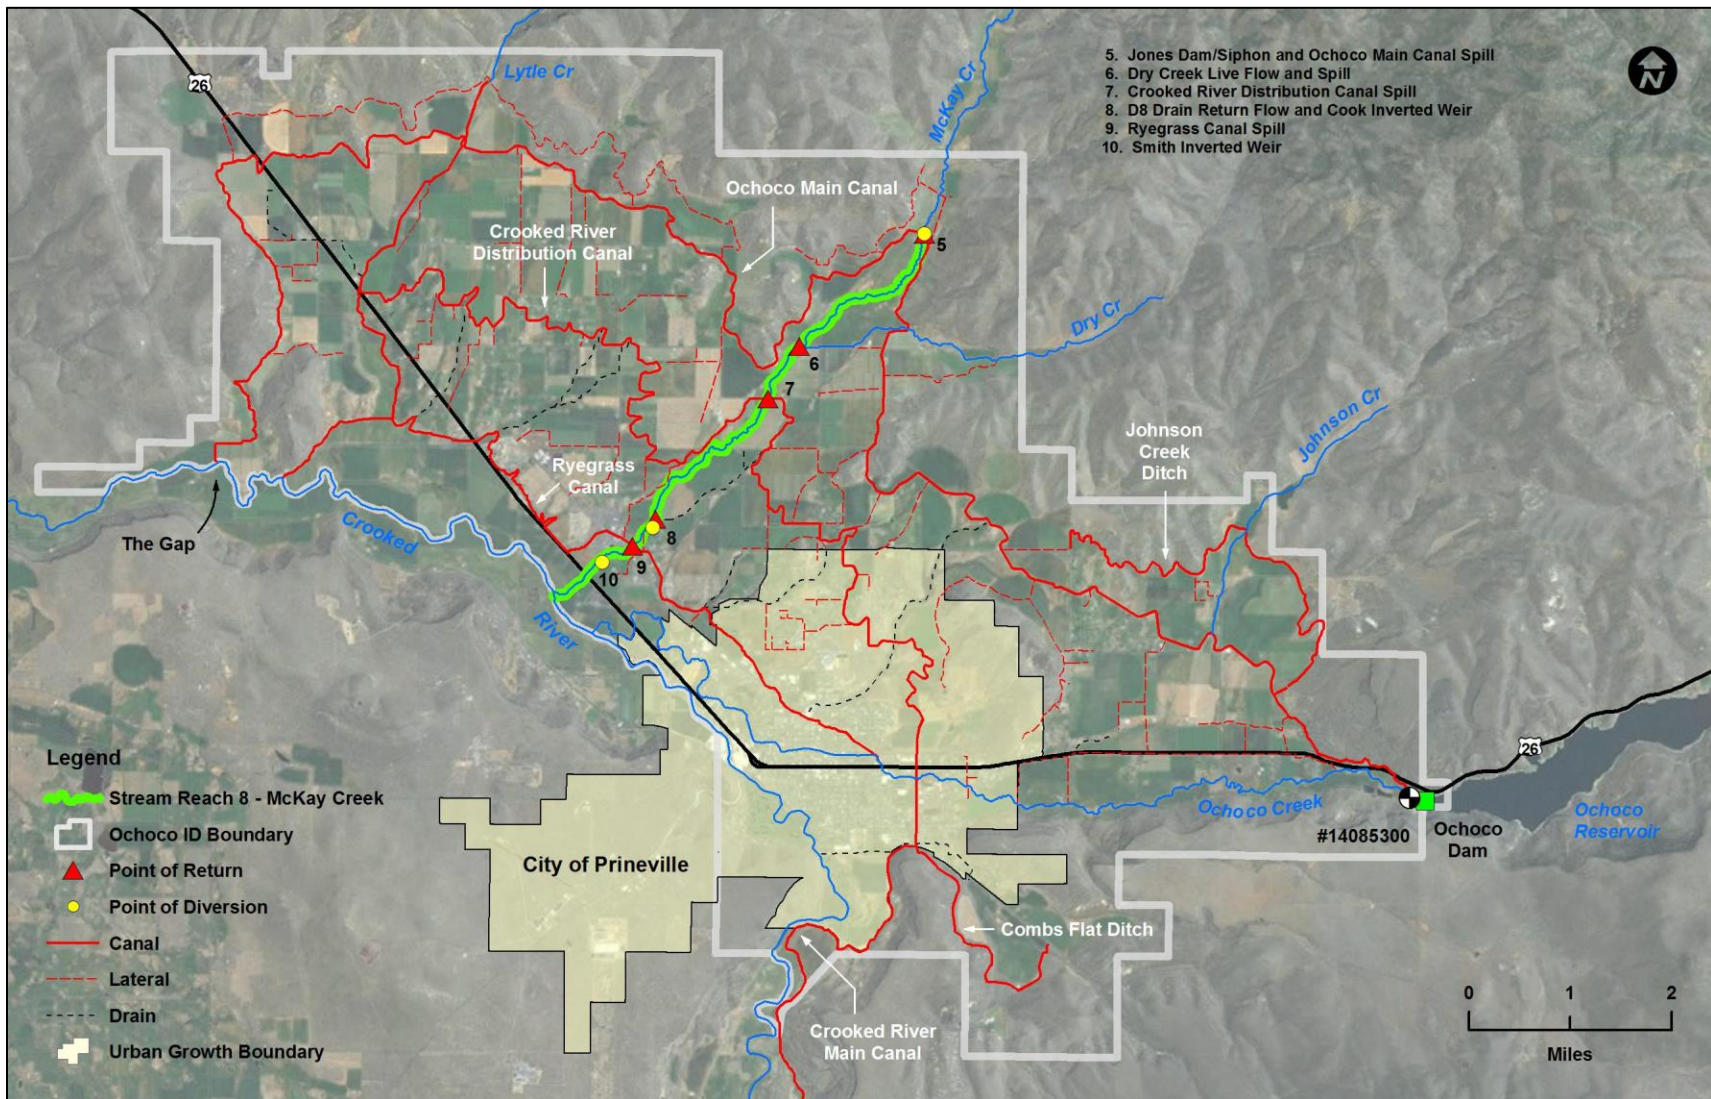 26
Lytle Cr
McKay Cr
5. Jones Dam/Siphon and Ochoco Main Canal Spill
6. Dry Creek Live Flow and Spill
7. Crooked River Distribution Canal Spill
8. D8 Drain Return Flow and Cook Inverted Weir
9. Ryegrass Canal Spill
10. Smith Inverted Weir
N
Ochoco Main Canal
Crooked River
Distribution Canal
5
Dry Cr
6
7
Johnson Cr
Johnson
Creek
Ditch
Ryegrass
Canal
The Gap
Crooked
River
8
9
10
Legend
Stream Reach 8 - McKay Creek
Ochoco ID Boundary
Point of Return
Point of Diversion
Canal
Lateral
Drain
Urban Growth Boundary
City of Prineville
26
Ochoco Creek
#14085300
Ochoco
Dam
Ochoco
Reservoir
Combs Flat Ditch
Crooked River
Main Canal
0 1 2
Miles